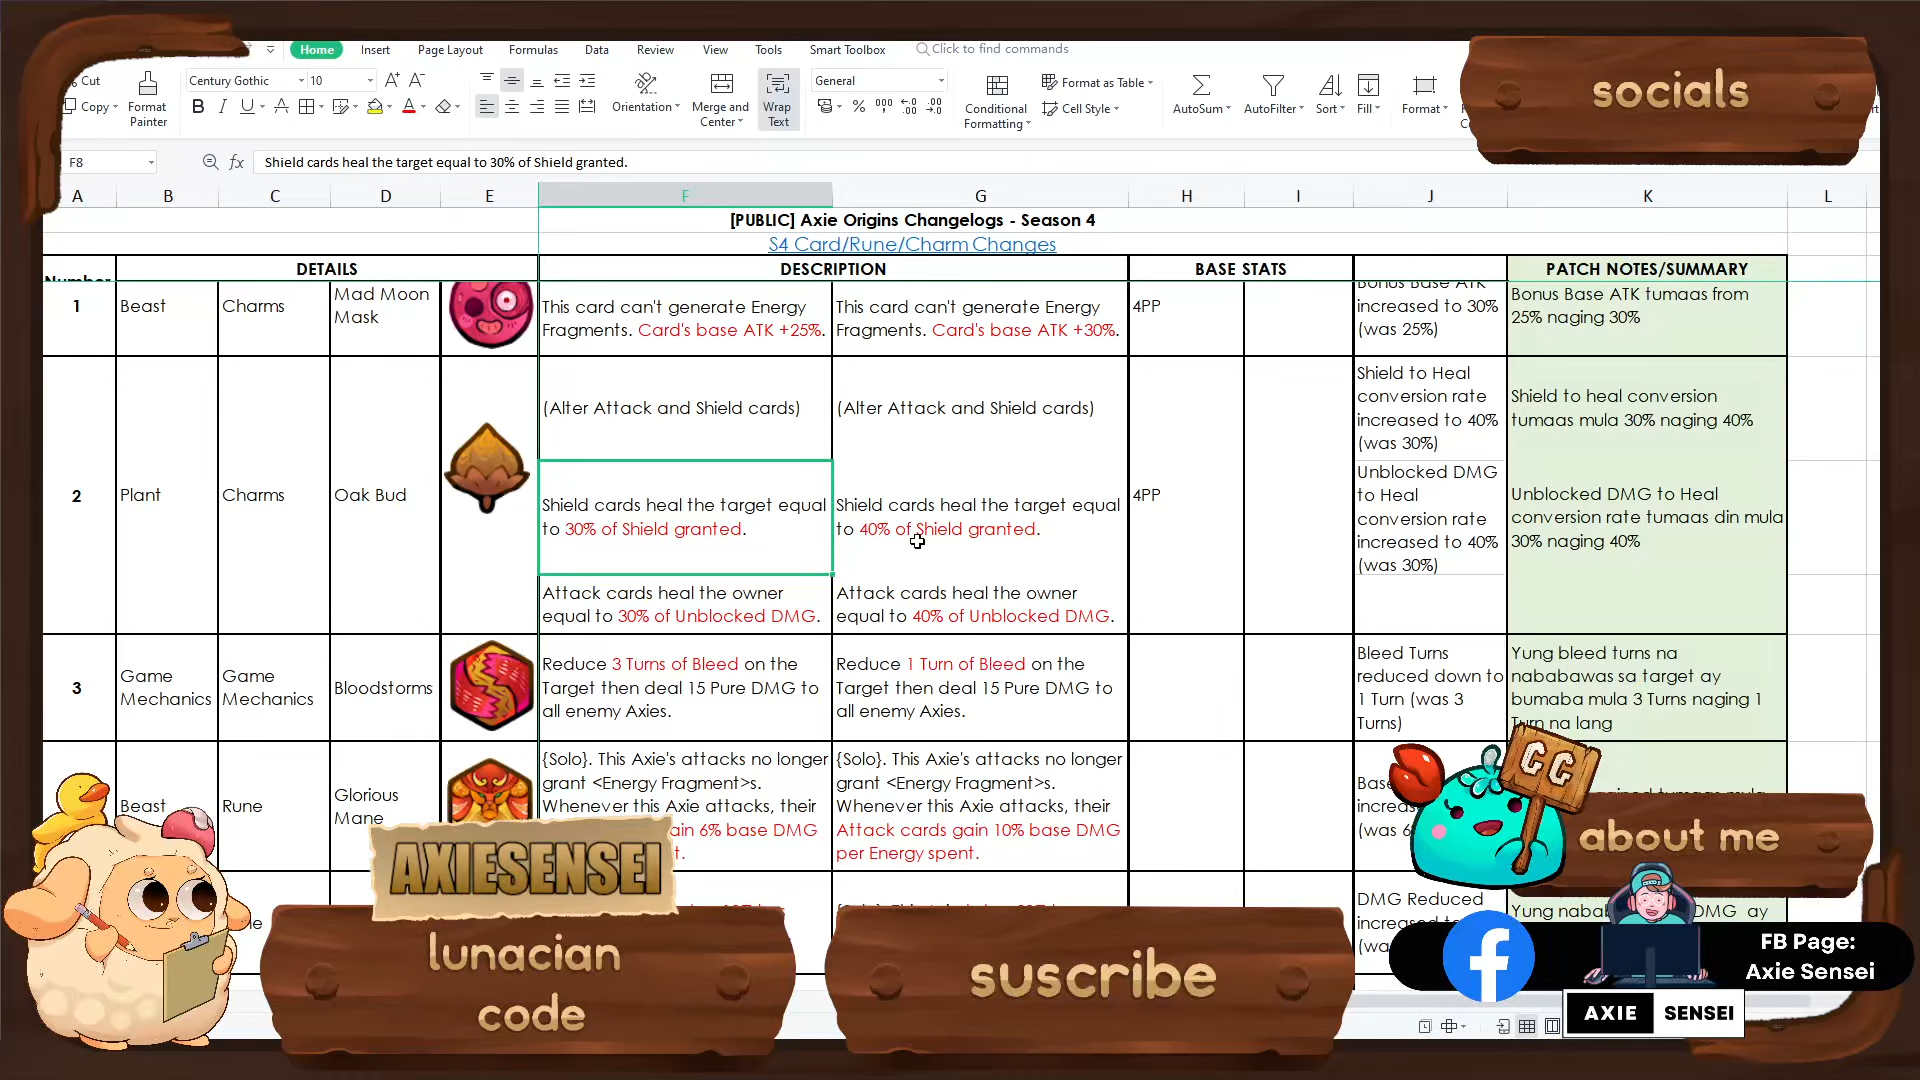 Home Insert Page Layout Formulas Data Review View Tools Smart Toolbox Click to find commands
Cut Century Gothic 10 General Format as Table
Copy Format Painter Orientation Merge and Center Wrap Text Conditional Formatting Cell Style AutoSum AutoFilter Sort Fill Format
socials
F8 fx Shield cards heal the target equal to 30% of Shield granted.
A B C D E F G H I J K L
[PUBLIC] Axie Origins Changelogs - Season 4
S4 Card/Rune/Charm Changes
Number DETAILS DESCRIPTION BASE STATS PATCH NOTES/SUMMARY
1
Beast
Charms
Mad Moon
Mask
This card can't generate Energy
Fragments. Card's base ATK +25%.
This card can't generate Energy
Fragments. Card's base ATK +30%.
4PP
Bonus Base ATK
increased to 30%
(was 25%)
Bonus Base ATK tumaas from
25% naging 30%
2
Plant
Charms
Oak Bud
(Alter Attack and Shield cards)
Shield cards heal the target equal
to 30% of Shield granted.
Attack cards heal the owner
equal to 30% of Unblocked DMG.
(Alter Attack and Shield cards)
Shield cards heal the target equal
to 40% of Shield granted.
Attack cards heal the owner
equal to 40% of Unblocked DMG.
4PP
Shield to Heal
conversion rate
increased to 40%
(was 30%)
Unblocked DMG
to Heal
conversion rate
increased to 40%
(was 30%)
Shield to heal conversion
tumaas mula 30% naging 40%
Unblocked DMG to Heal
conversion rate tumaas din mula
30% naging 40%
3
Game
Mechanics
Game
Mechanics
Bloodstorms
Reduce 3 Turns of Bleed on the
Target then deal 15 Pure DMG to
all enemy Axies.
Reduce 1 Turn of Bleed on the
Target then deal 15 Pure DMG to
all enemy Axies.
Bleed Turns
reduced down to
1 Turn (was 3
Turns)
Yung bleed turns na
nababawas sa target ay
bumaba mula 3 Turns naging 1
Turn na lang
Beast
Rune
Glorious
Mane
{Solo}. This Axie's attacks no longer
grant <Energy Fragment>s.
Whenever this Axie attacks, their
gain 6% base DMG
{Solo}. This Axie's attacks no longer
grant <Energy Fragment>s.
Whenever this Axie attacks, their
Attack cards gain 10% base DMG
per Energy spent.
DMG Reduced
DMG ay
CC
AXIESENSEI
lunacian
code
suscribe
about me
FB Page:
Axie Sensei
AXIE SENSEI